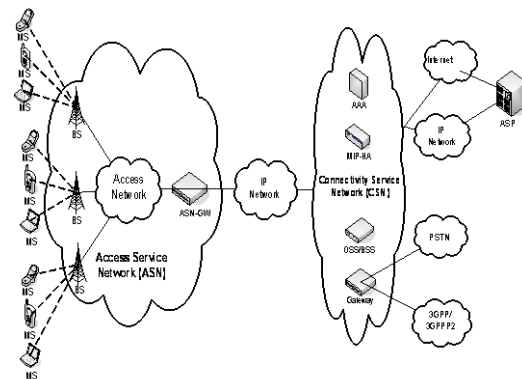 MS
MS
MS
BS
MS
MS
MS
BS
MS
MS
MS
BS
Access
Network
ASN-GW
Access Service
Network (ASN)
IP
Network
AAA
MIP-HA
Connectivity Service
Network (CSN)
OSS/BSS
Gateway
Internet
IP
Network
ASP
PSTN
3GPP/
3GPPP2